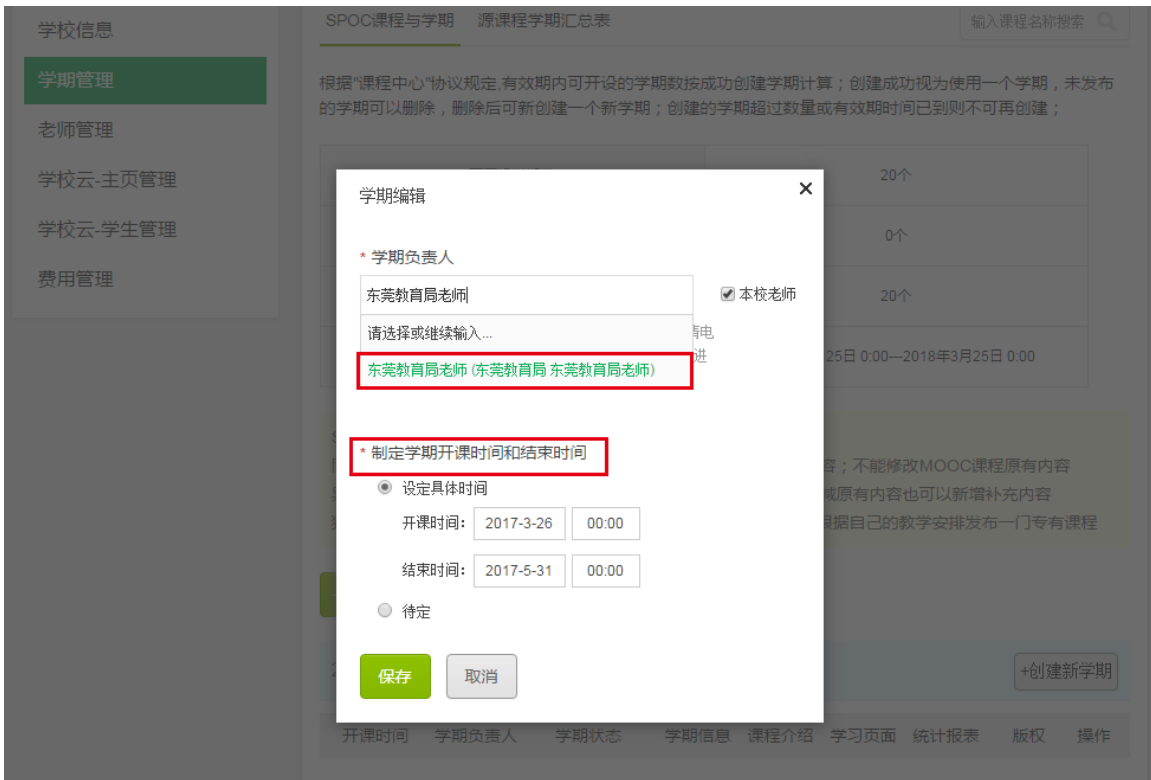 学校信息
学期管理
老师管理
学校云-主页管理
学校云-学生管理
费用管理
SPOC课程与学期 源课程学期汇总表
输入课程名称搜索
根据"课程中心"协议规定,有效期内可开设的学期数按成功创建学期计算；创建成功视为使用一个学期，未发布
的学期可以删除，删除后可新创建一个新学期；创建的学期超过数量或有效期时间已到则不可再创建；
20个
0个
20个
25日 0:00---2018年3月25日 0:00
学期编辑
* 学期负责人
东莞教育局老师
本校老师
请选择或继续输入...
电
进
东莞教育局老师 (东莞教育局 东莞教育局老师)
* 制定学期开课时间和结束时间
设定具体时间
开课时间： 2017-3-26 00:00
结束时间： 2017-5-31 00:00
待定
保存 取消
容；不能修改MOOC课程原有内容
减原有内容也可以新增补充内容
根据自己的教学安排发布一门专有课程
+创建新学期
开课时间 学期负责人 学期状态 学期信息 课程介绍 学习页面 统计报表 版权 操作